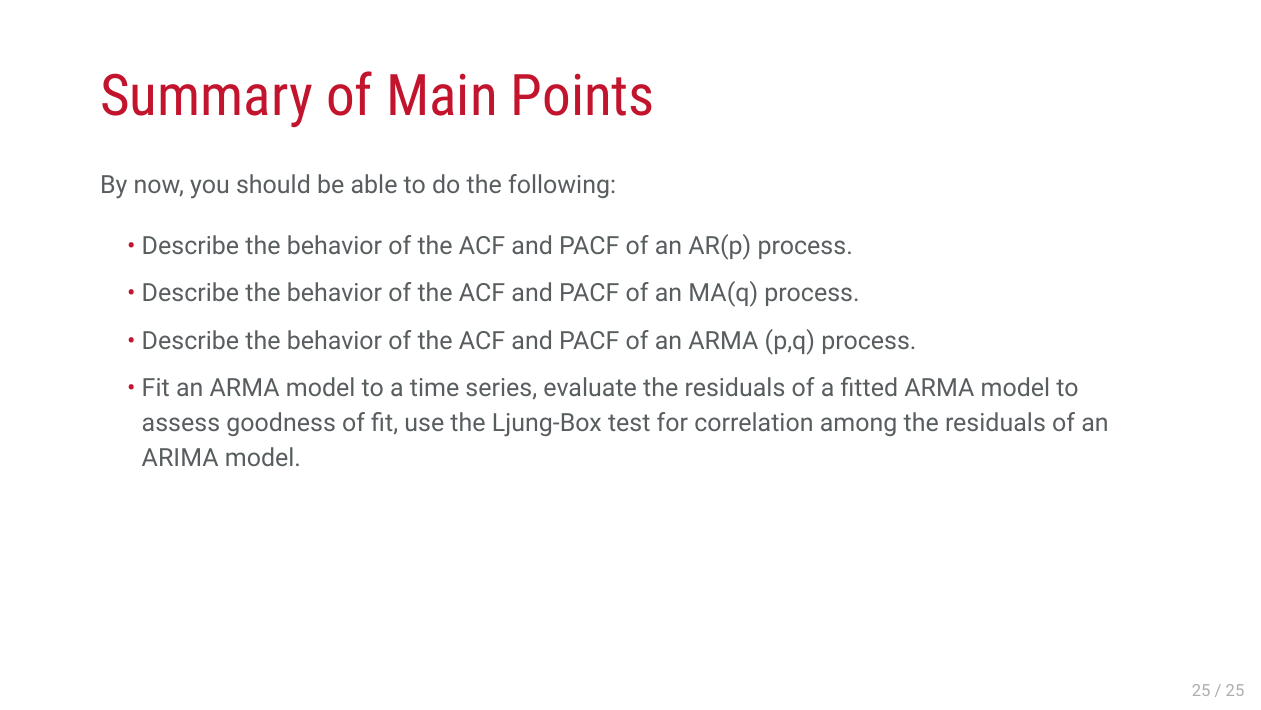 Summary of Main Points
By now, you should be able to do the following:
• Describe the behavior of the ACF and PACF of an AR(p) process.
• Describe the behavior of the ACF and PACF of an MA(q) process.
• Describe the behavior of the ACF and PACF of an ARMA (p,q) process.
• Fit an ARMA model to a time series, evaluate the residuals of a fitted ARMA model to
assess goodness of fit, use the Ljung-Box test for correlation among the residuals of an
ARIMA model.
25 / 25